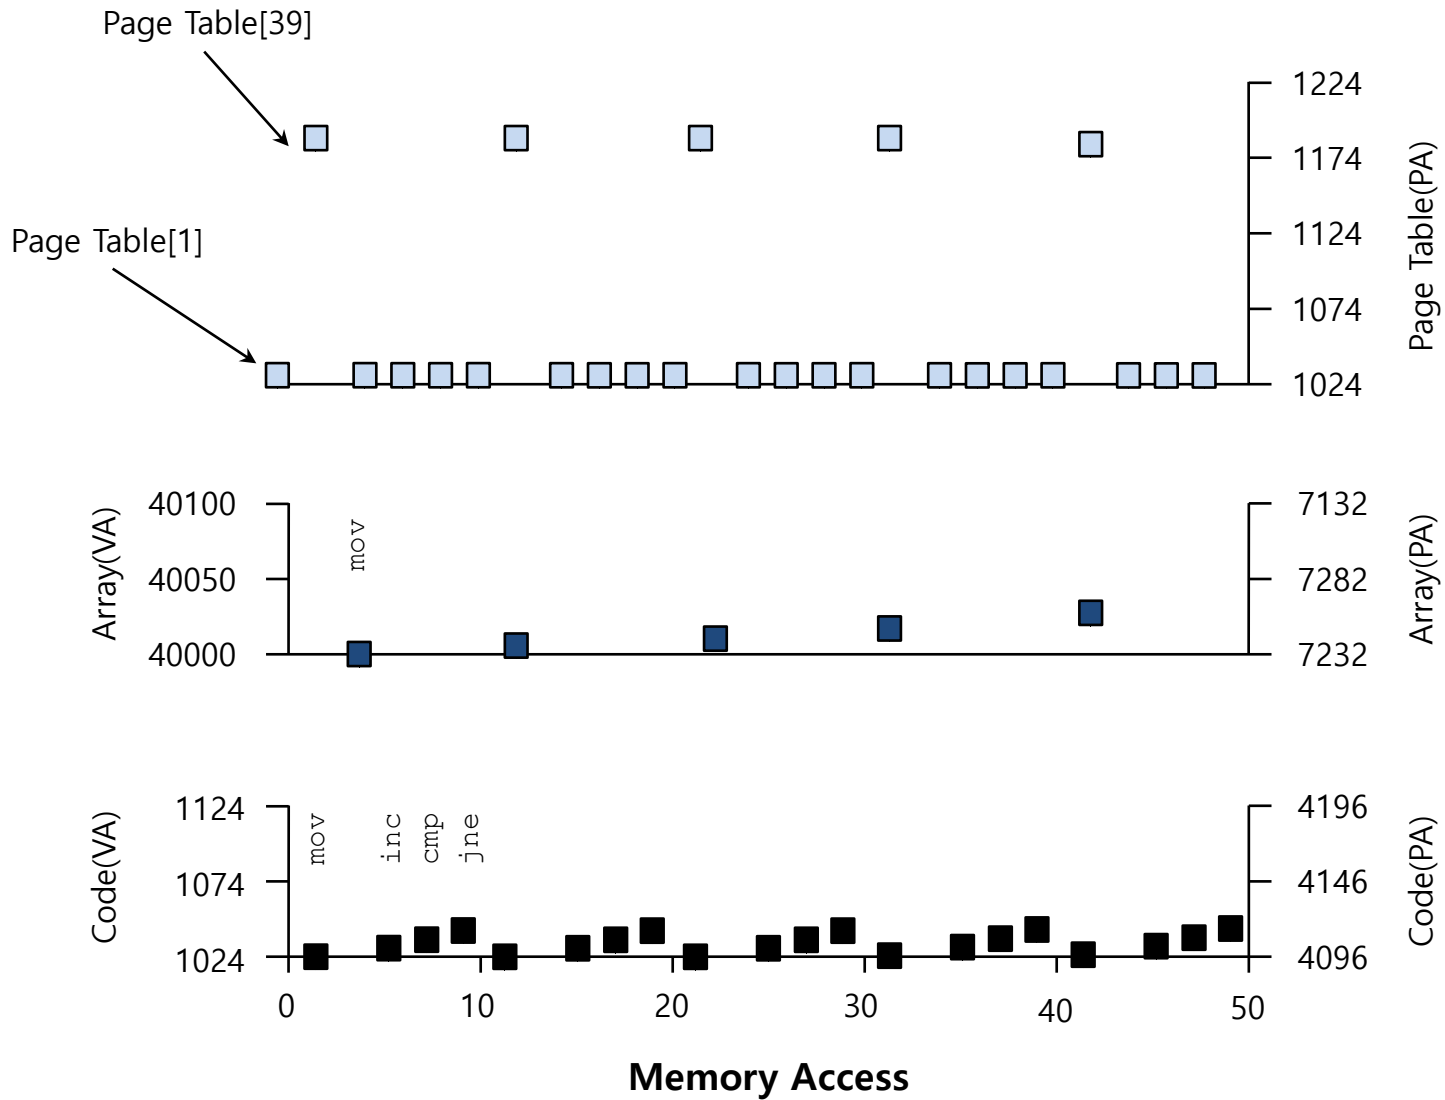 Page Table[39]
Page Table[1]
1224
1174
1124
1074
1024
Page Table(PA)
Array(VA)
40100
40050
40000
mov
7132
7282
7232
Array(PA)
Code(VA)
1124
1074
1024
mov
inc
cmp
jne
4196
4146
4096
Code(PA)
0 10 20 30 40 50
Memory Access